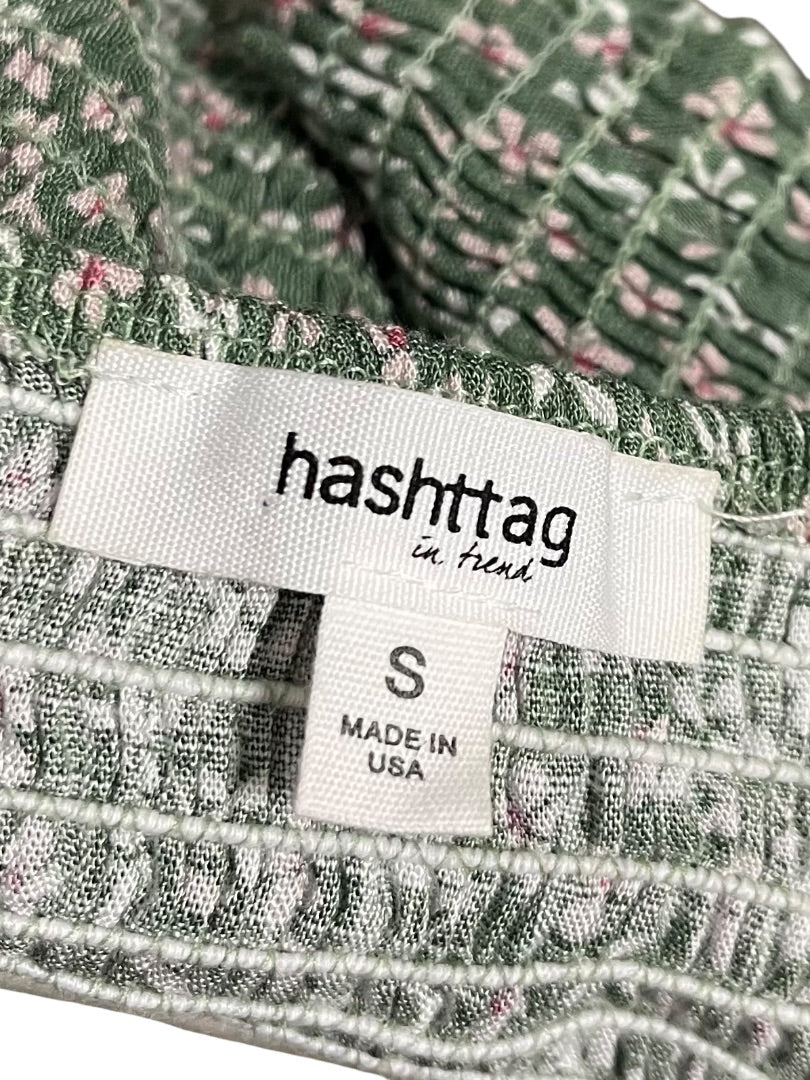 hashttag
in trend
S
MADE IN
USA